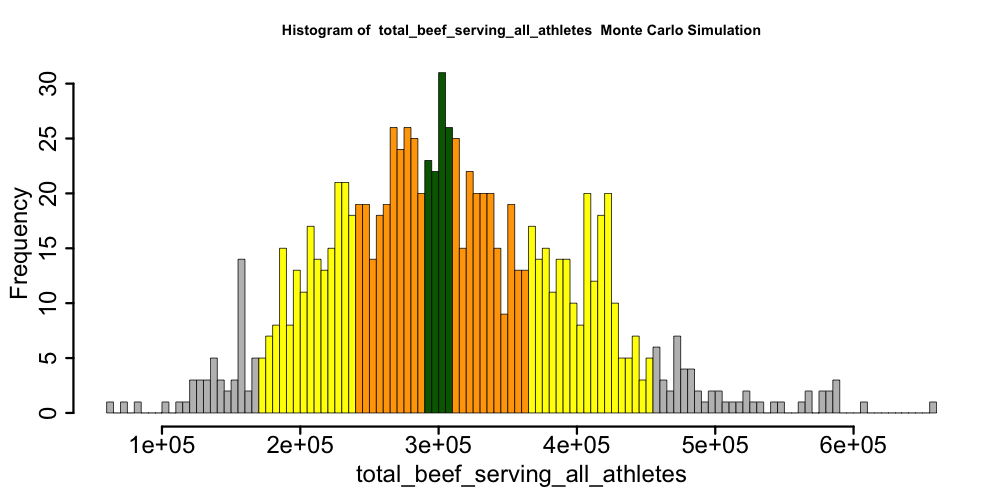 Histogram of  total_beef_serving_all_athletes  Monte Carlo Simulation
Frequency
30
25
20
15
10
5
0
1e+05 2e+05 3e+05 4e+05 5e+05 6e+05
total_beef_serving_all_athletes